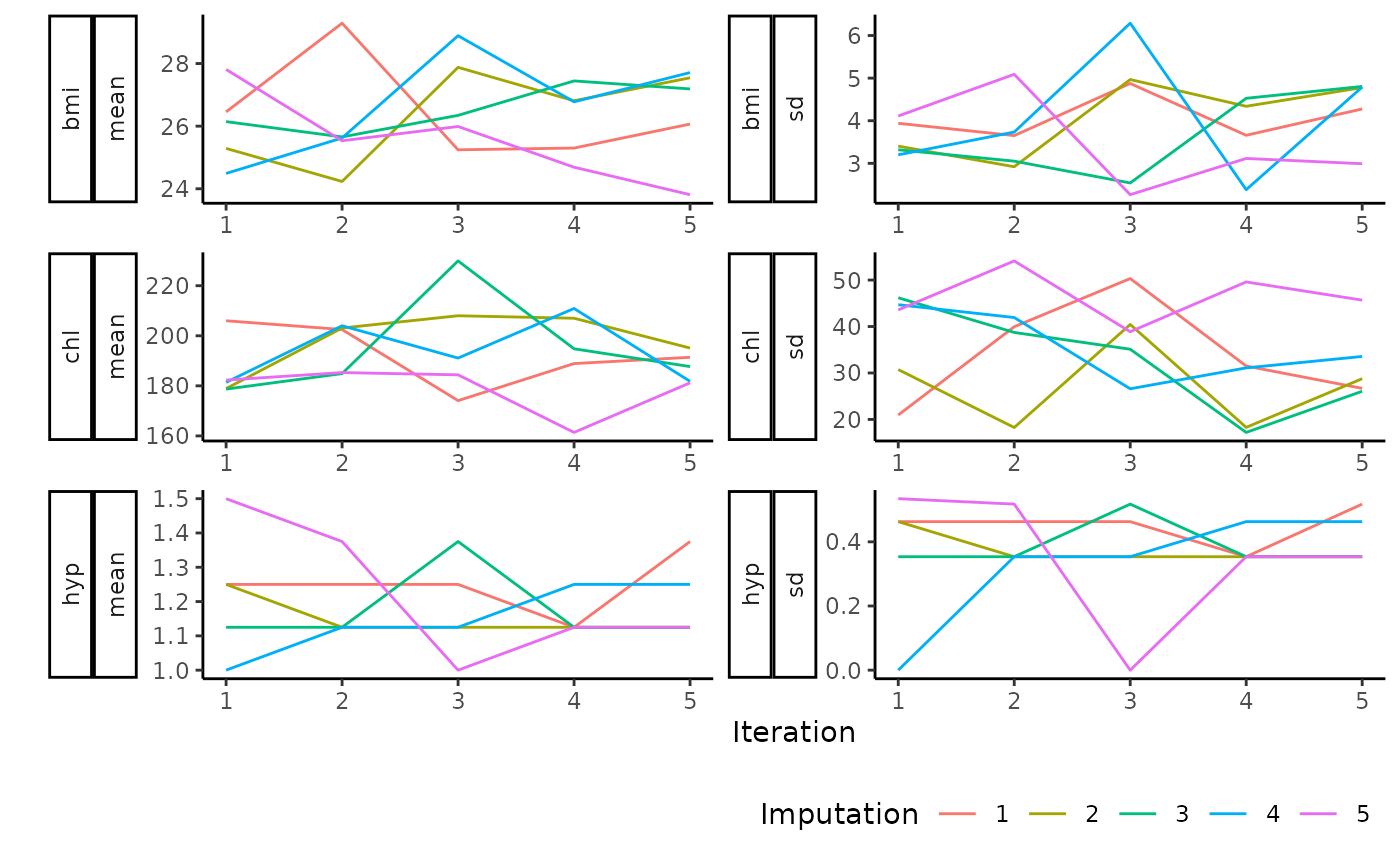 bmi
mean
28
26
24
1 2 3 4 5
bmi
sd
6
5
4
3
1 2 3 4 5
chl
mean
220
200
180
160
1 2 3 4 5
chl
sd
50
40
30
20
1 2 3 4 5
hyp
mean
1.5
1.4
1.3
1.2
1.1
1.0
1 2 3 4 5
hyp
sd
0.4
0.2
0.0
1 2 3 4 5
Iteration
Imputation 1 2 3 4 5